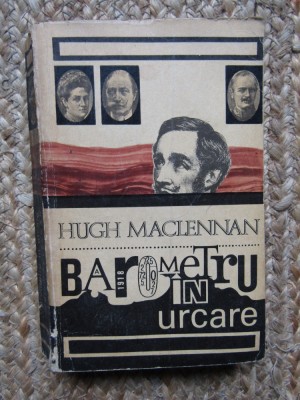 HUGH MACLENNAN
BAROMETRU
1918
ÎN
urcare